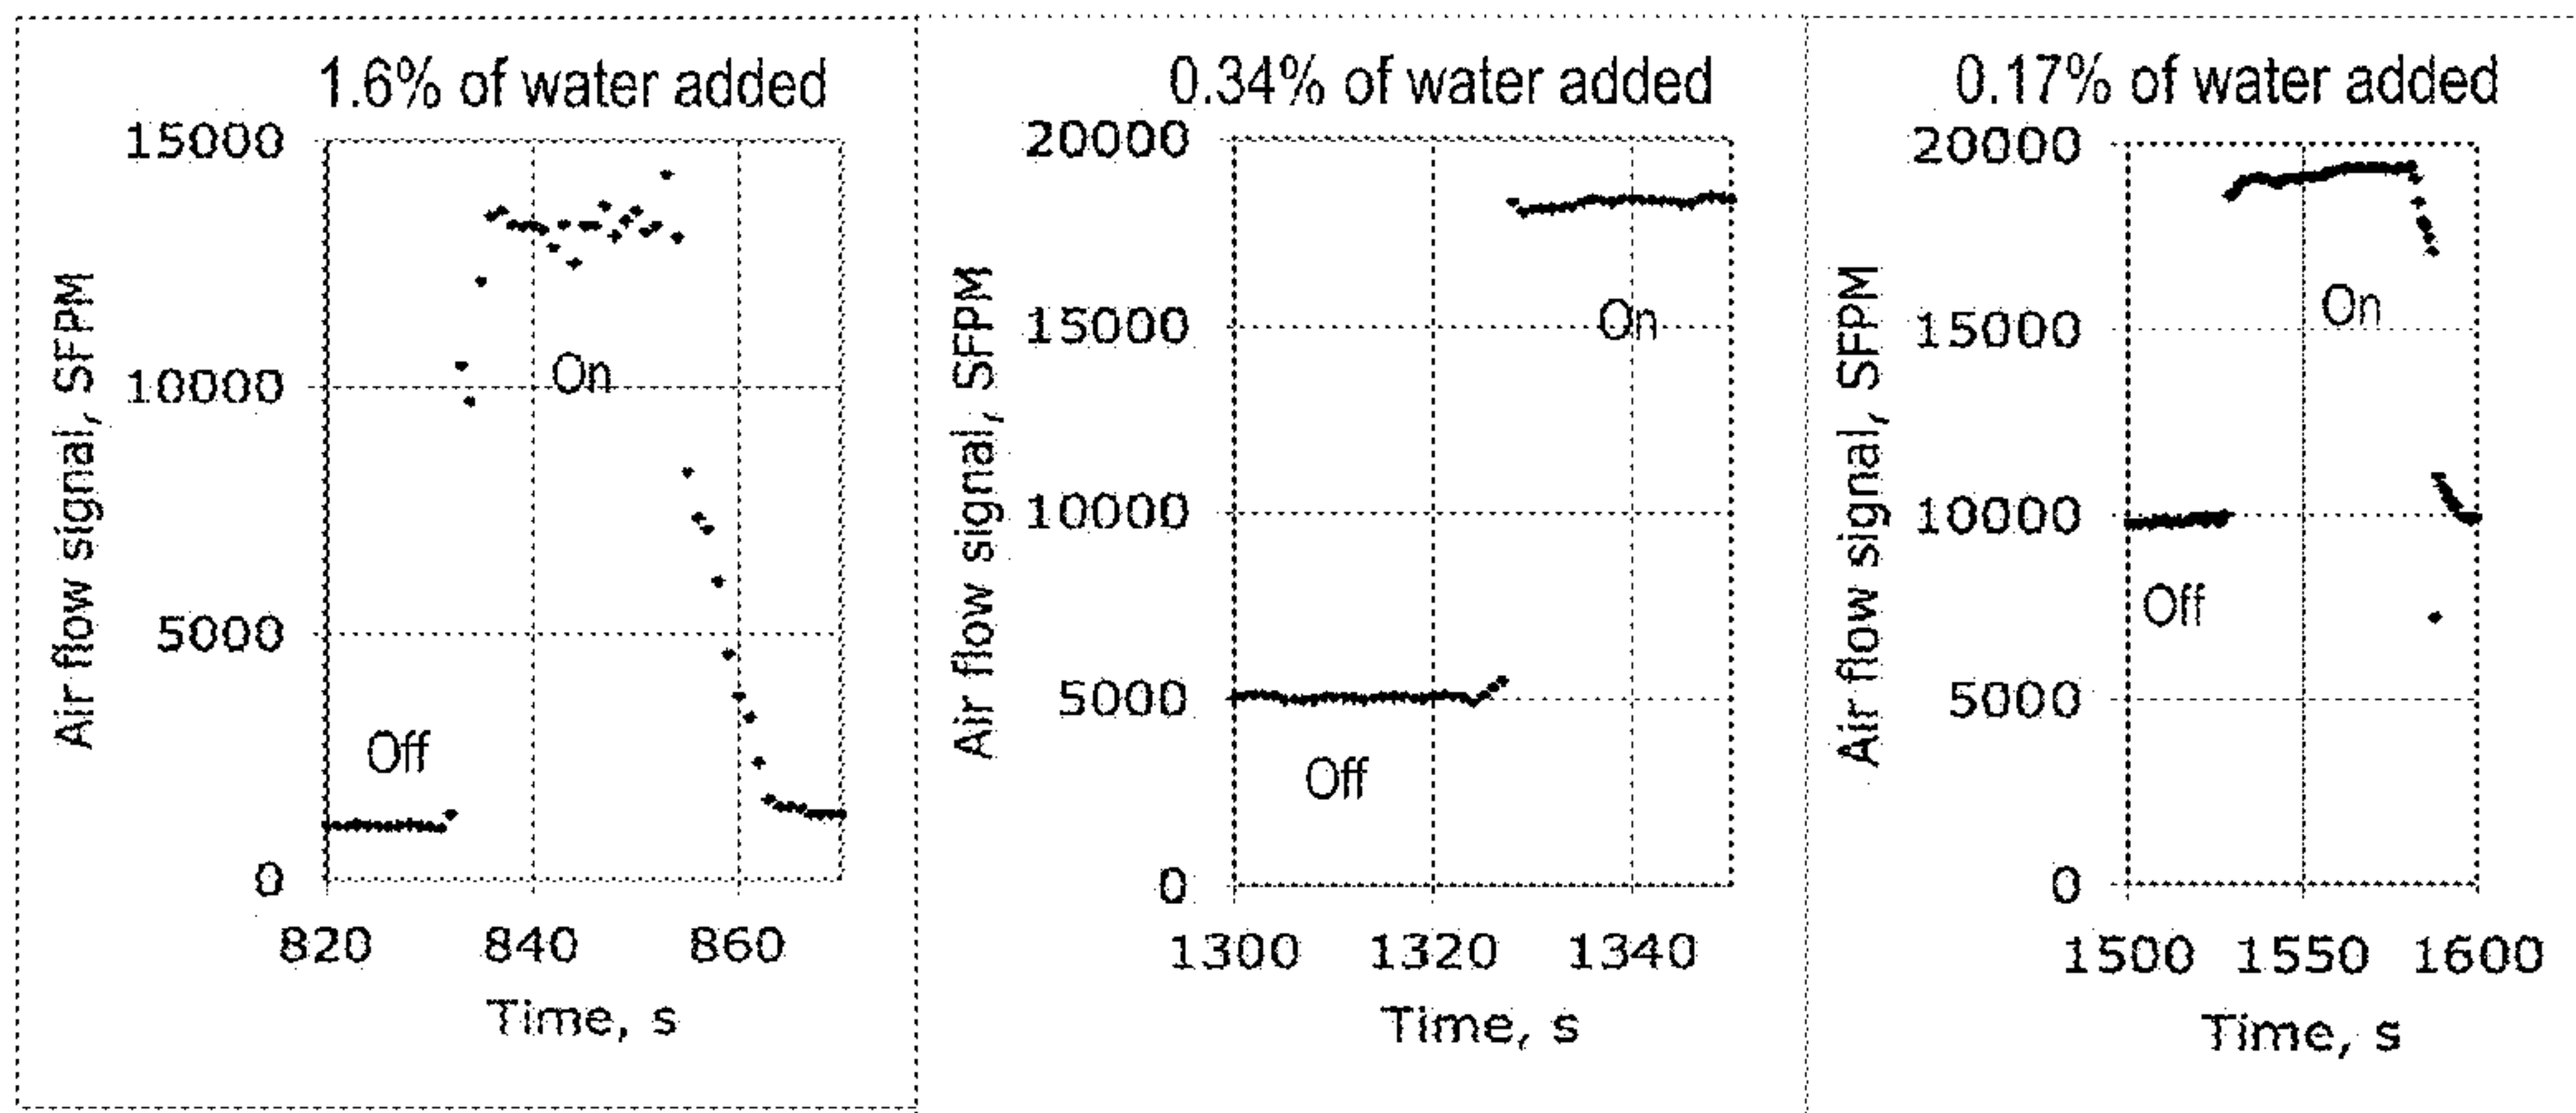 1.6% of water added
15000
10000
5000
0
Air flow signal, SFPM
On
Off
820 840 860
Time, s
0.34% of water added
20000
15000
10000
5000
0
Air flow signal, SFPM
On
Off
1300 1320 1340
Time, s
0.17% of water added
20000
15000
10000
5000
0
Air flow signal, SFPM
On
Off
1500 1550 1600
Time, s